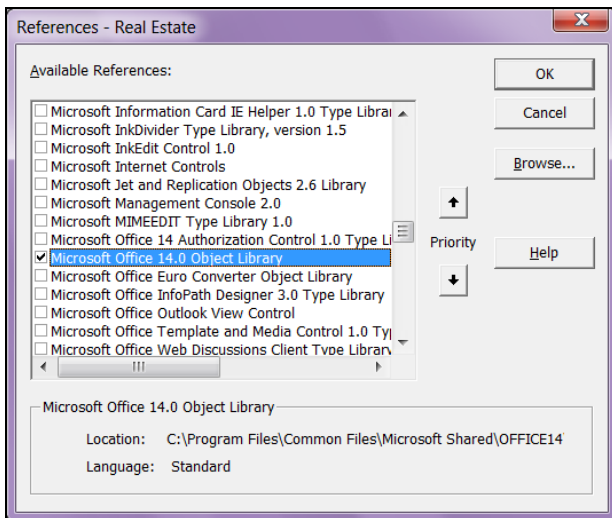 References - Real Estate
Available References:
OK
Microsoft Information Card IE Helper 1.0 Type Librar
Cancel
Microsoft InkDivider Type Library, version 1.5
Microsoft InkEdit Control 1.0
Microsoft Internet Controls
Browse...
Microsoft Jet and Replication Objects 2.6 Library
Microsoft Management Console 2.0
Microsoft MIMEEDIT Type Library 1.0
Microsoft Office 14 Authorization Control 1.0 Type Li
Priority
Microsoft Office 14.0 Object Library
Help
Microsoft Office Euro Converter Object Library
Microsoft Office InfoPath Designer 3.0 Type Library
Microsoft Office Outlook View Control
Microsoft Office Template and Media Control 1.0 Ty
Microsoft Office Web Discussions Client Type Library
Microsoft Office 14.0 Object Library
Location: C:\Program Files\Common Files\Microsoft Shared\OFFICE14
Language: Standard